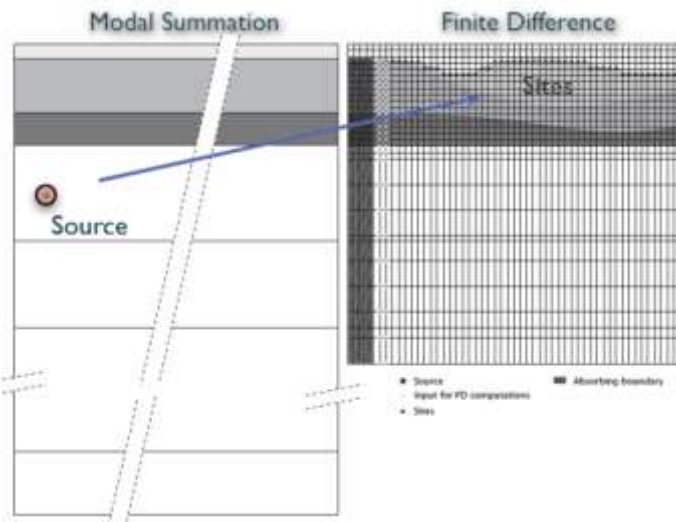 Modal Summation
Finite Difference
Sites
Source
Source
Absorbing boundary
Input for FD computations
Sites